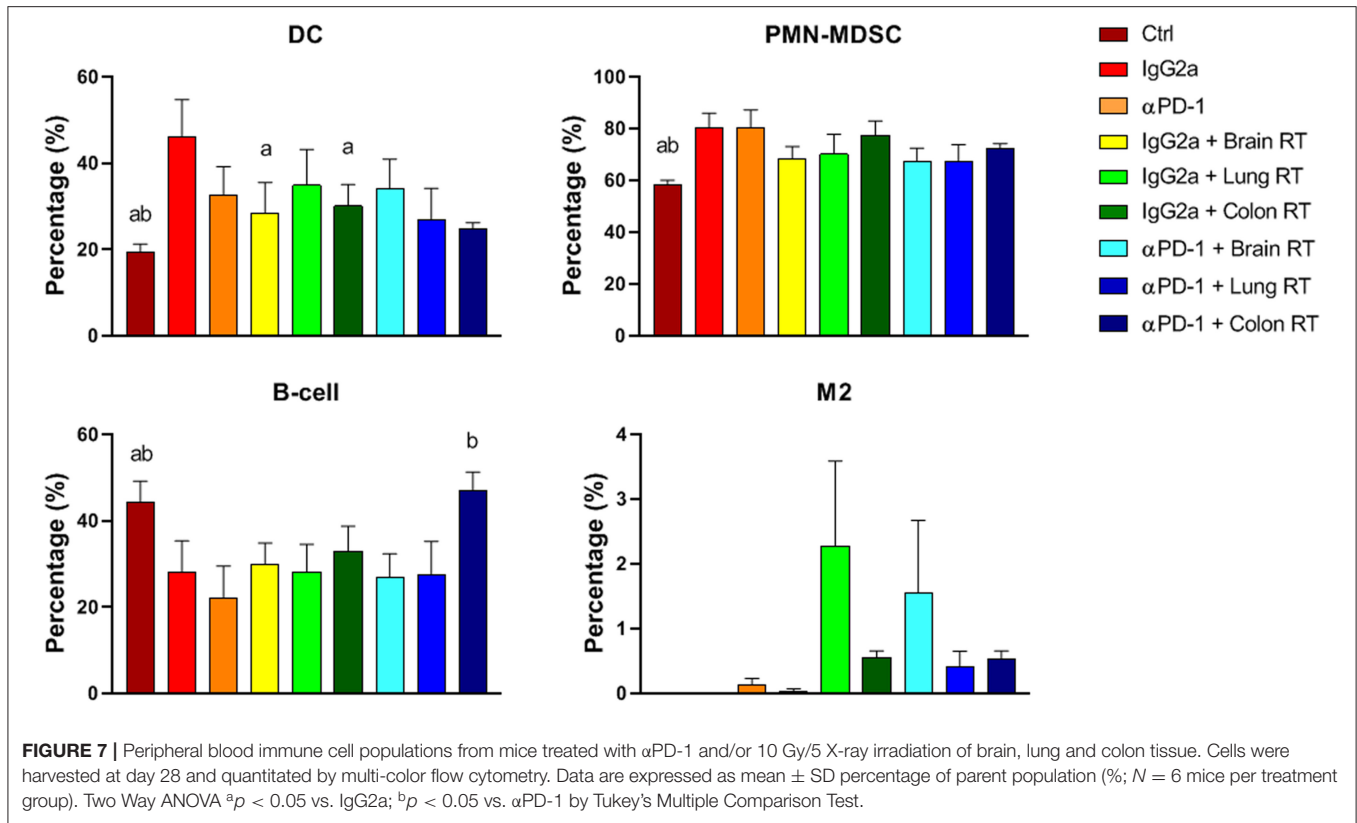 DC
Percentage (%)
60
40
20
0
ab
a
a
PMN-MDSC
Percentage (%)
100
80
60
40
20
0
ab
Ctrl
IgG2a
αPD-1
IgG2a + Brain RT
IgG2a + Lung RT
IgG2a + Colon RT
αPD-1 + Brain RT
αPD-1 + Lung RT
αPD-1 + Colon RT
B-cell
Percentage (%)
60
40
20
0
ab
b
M2
Percentage (%)
4
3
2
1
0
FIGURE 7 | Peripheral blood immune cell populations from mice treated with αPD-1 and/or 10 Gy/5 X-ray irradiation of brain, lung and colon tissue. Cells were
harvested at day 28 and quantitated by multi-color flow cytometry. Data are expressed as mean ± SD percentage of parent population (%; N = 6 mice per treatment
group). Two Way ANOVA ᵃp < 0.05 vs. IgG2a; ᵇp < 0.05 vs. αPD-1 by Tukey's Multiple Comparison Test.